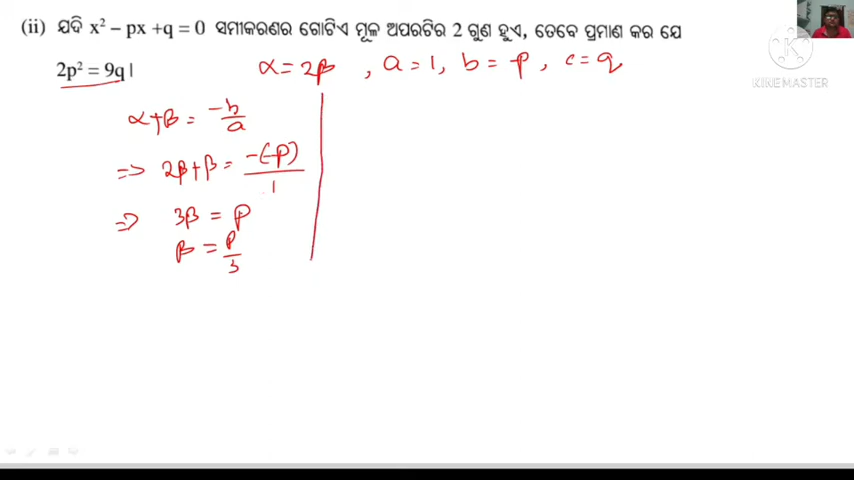 (ii) ଯଦି x² – px +q = 0 ସମୀକରଣର ଗୋଟିଏ ମୂଳ ଅପରଟିର 2 ଗୁଣ ହୁଏ, ତେବେ ପ୍ରମାଣ କର ଯେ
2p² = 9q।
α = 2β , a = 1, b = -p, c = q
α+β = -b/a
=> 2β+β = -(-p)/1
=> 3β = p
β = p/3
KINEMASTER